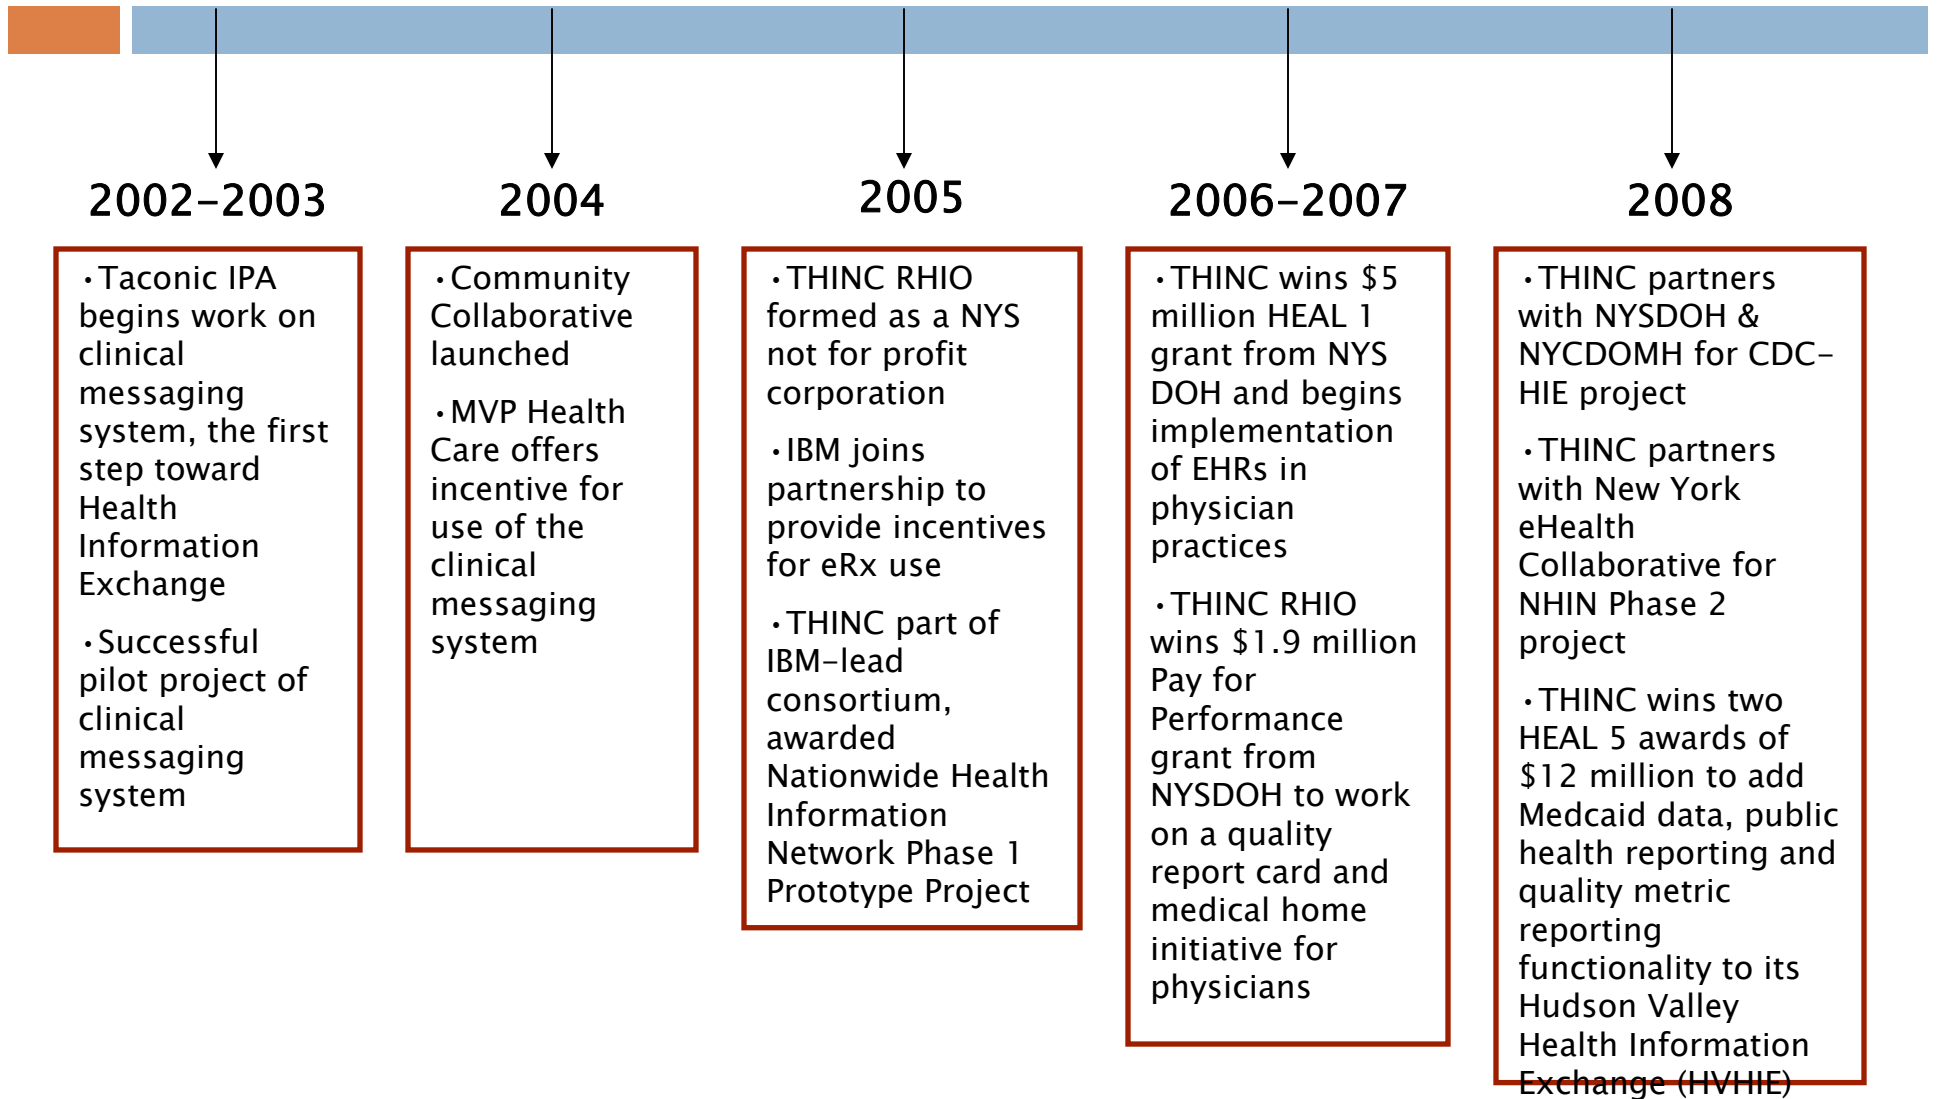 2002-2003
·Taconic IPA
begins work on
clinical
messaging
system, the first
step toward
Health
Information
Exchange
·Successful
pilot project of
clinical
messaging
system
2004
·Community
Collaborative
launched
·MVP Health
Care offers
incentive for
use of the
clinical
messaging
system
2005
·THINC RHIO
formed as a NYS
not for profit
corporation
·IBM joins
partnership to
provide incentives
for eRx use
·THINC part of
IBM-lead
consortium,
awarded
Nationwide Health
Information
Network Phase 1
Prototype Project
2006-2007
·THINC wins $5
million HEAL 1
grant from NYS
DOH and begins
implementation
of EHRs in
physician
practices
·THINC RHIO
wins $1.9 million
Pay for
Performance
grant from
NYSDOH to work
on a quality
report card and
medical home
initiative for
physicians
2008
·THINC partners
with NYSDOH &
NYCDOMH for CDC-
HIE project
·THINC partners
with New York
eHealth
Collaborative for
NHIN Phase 2
project
·THINC wins two
HEAL 5 awards of
$12 million to add
Medcaid data, public
health reporting and
quality metric
reporting
functionality to its
Hudson Valley
Health Information
Exchange (HVHIE)